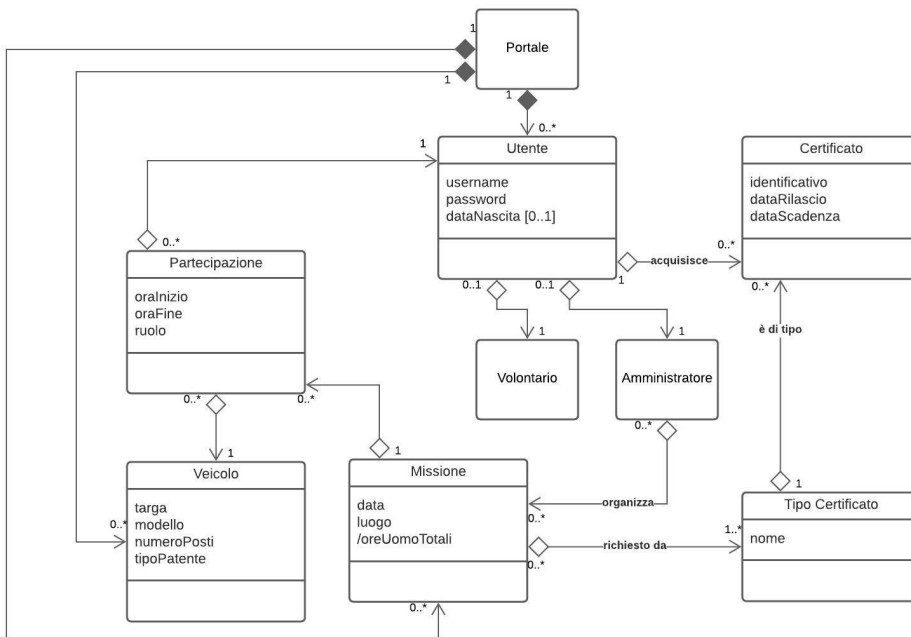 1
Portale
1
1
0..*
1
Utente
username
password
dataNascita [0..1]
Certificato
identificativo
dataRilascio
dataScadenza
0..*
Partecipazione
oraInizio
oraFine
ruolo
0..*
acquisisce
1
0..1
0..1
0..*
è di tipo
1
1
Volontario
Amministratore
0..*
0..*
0..*
1
1
Veicolo
targa
modello
numeroPosti
tipoPatente
0..*
Missione
data
luogo
/oreUomoTotali
organizza
0..*
1
Tipo Certificato
nome
1..*
richiesto da
0..*
0..*